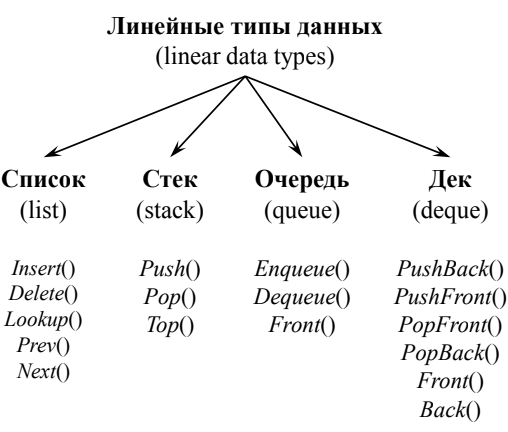 Линейные типы данных
(linear data types)
Список
(list)
Insert()
Delete()
Lookup()
Prev()
Next()
Стек
(stack)
Push()
Pop()
Top()
Очередь
(queue)
Enqueue()
Dequeue()
Front()
Дек
(deque)
PushBack()
PushFront()
PopFront()
PopBack()
Front()
Back()